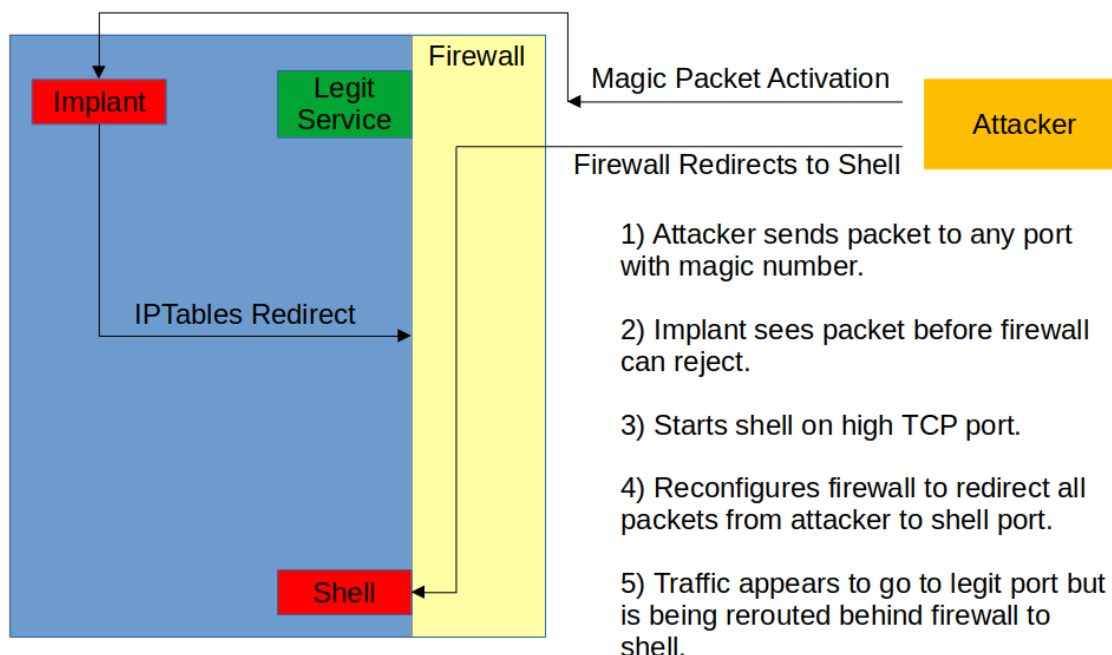 Firewall
Magic Packet Activation
Implant
Legit
Service
Attacker
Firewall Redirects to Shell
1) Attacker sends packet to any port
with magic number.
IPTables Redirect
2) Implant sees packet before firewall
can reject.
3) Starts shell on high TCP port.
4) Reconfigures firewall to redirect all
packets from attacker to shell port.
Shell
5) Traffic appears to go to legit port but
is being rerouted behind firewall to
shell.